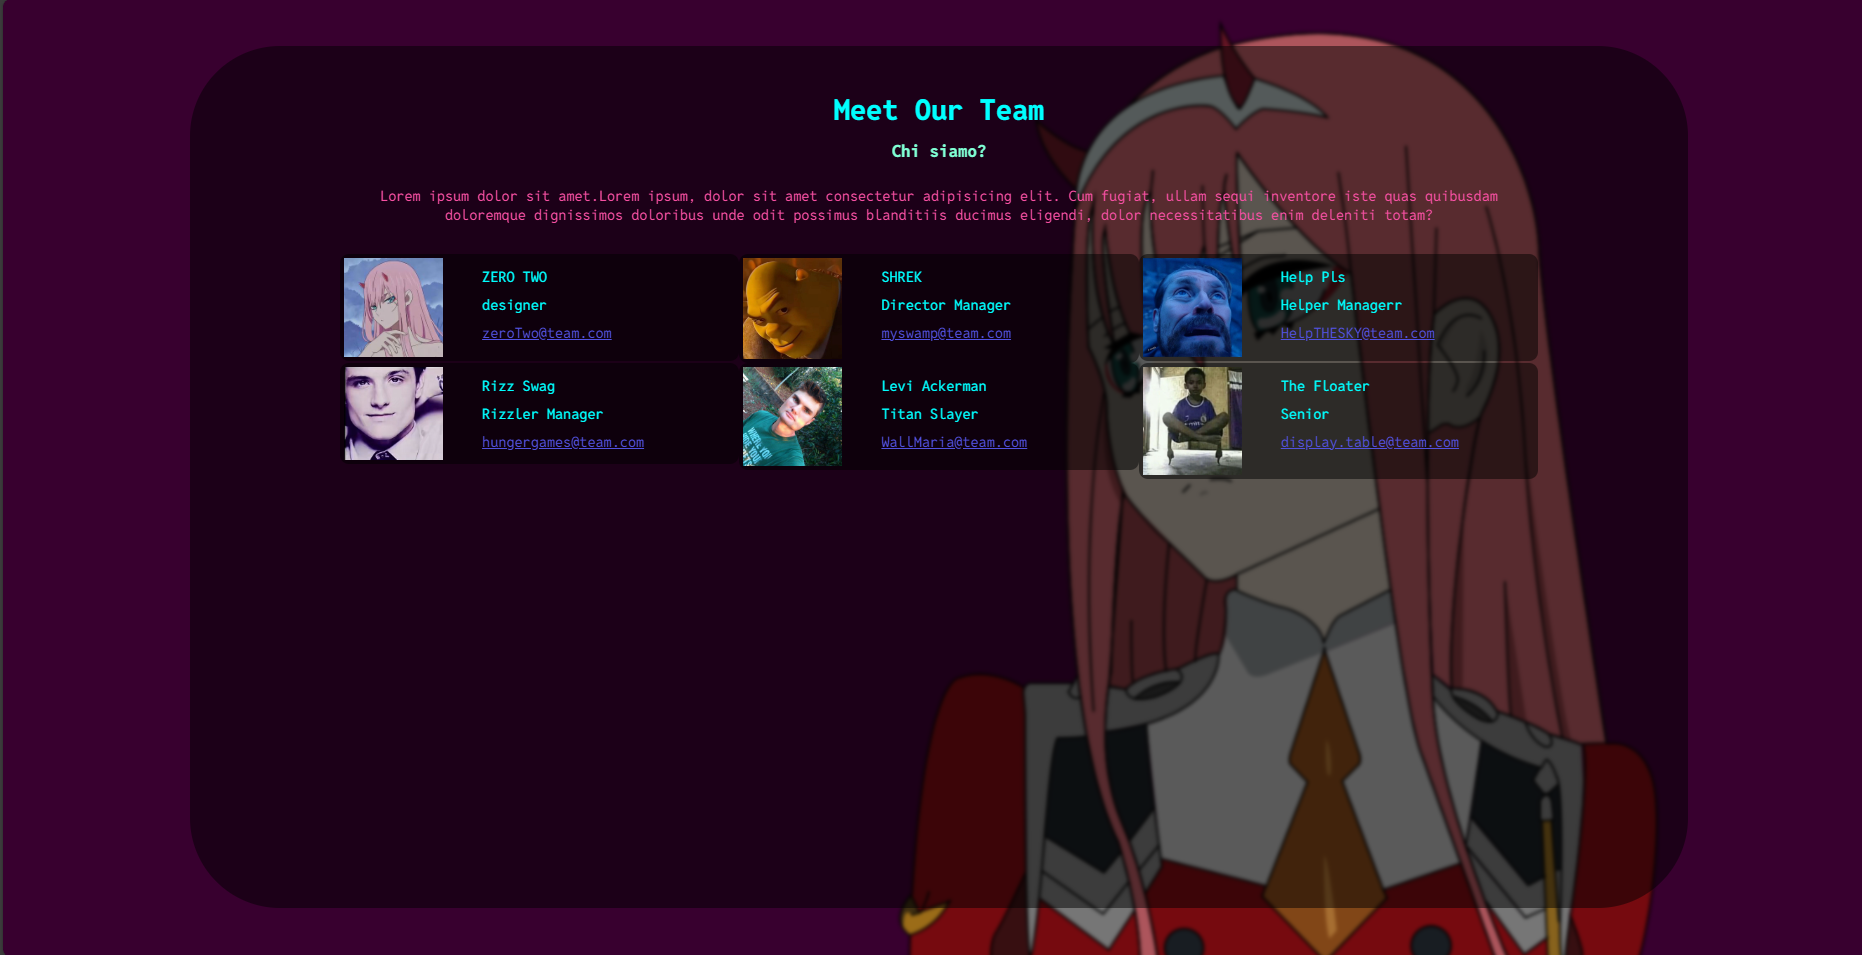 Meet Our Team
Chi siamo?
Lorem ipsum dolor sit amet.Lorem ipsum, dolor sit amet consectetur adipisicing elit. Cum fugiat, ullam sequi inventore iste quas quibusdam
doloremque dignissimos doloribus unde odit possimus blanditiis ducimus eligendi, dolor necessitatibus enim deleniti totam?
ZERO TWO
designer
zeroTwo@team.com
SHREK
Director Manager
myswamp@team.com
Help Pls
Helper Managerr
HelpTHESKY@team.com
Rizz Swag
Rizzler Manager
hungergames@team.com
Levi Ackerman
Titan Slayer
WallMaria@team.com
The Floater
Senior
display.table@team.com